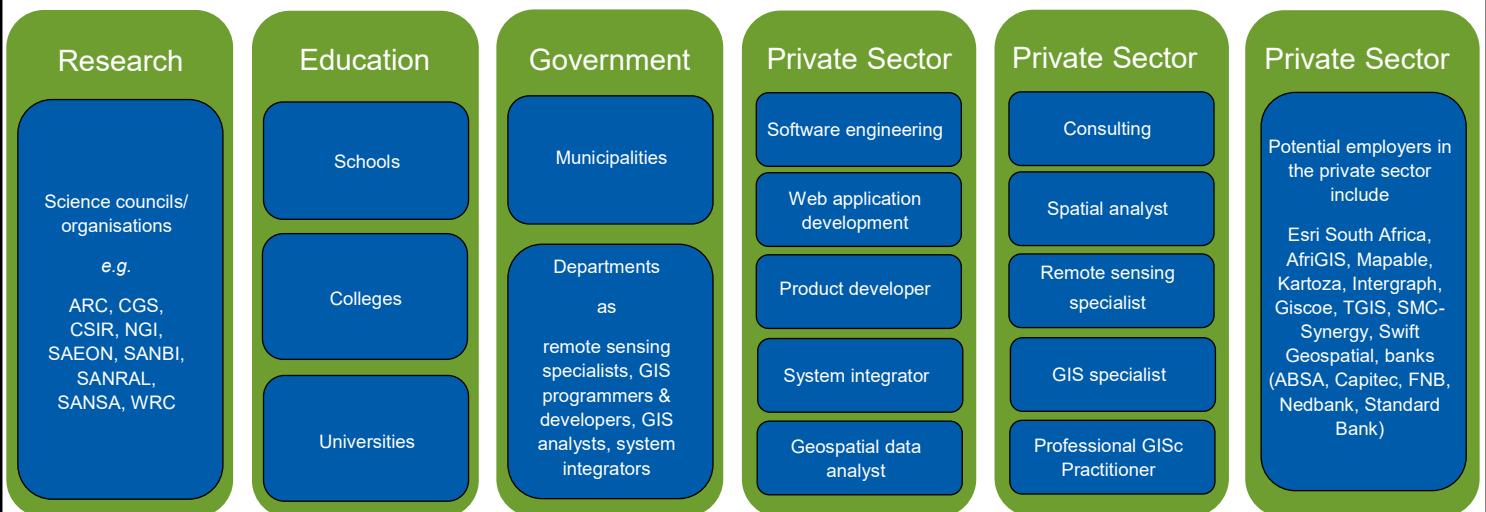 Research
Science councils/
organisations
e.g.
ARC, CGS,
CSIR, NGI,
SAEON, SANBI,
SANRAL,
SANSA, WRC
Education
Schools
Colleges
Universities
Government
Municipalities
Departments
as
remote sensing
specialists, GIS
programmers &
developers, GIS
analysts, system
integrators
Private Sector
Software engineering
Web application
development
Product developer
System integrator
Geospatial data
analyst
Private Sector
Consulting
Spatial analyst
Remote sensing
specialist
GIS specialist
Professional GISc
Practitioner
Private Sector
Potential employers in
the private sector
include
Esri South Africa,
AfriGIS, Mapable,
Kartoza, Intergraph,
Giscoe, TGIS, SMC-
Synergy, Swift
Geospatial, banks
(ABSA, Capitec, FNB,
Nedbank, Standard
Bank)